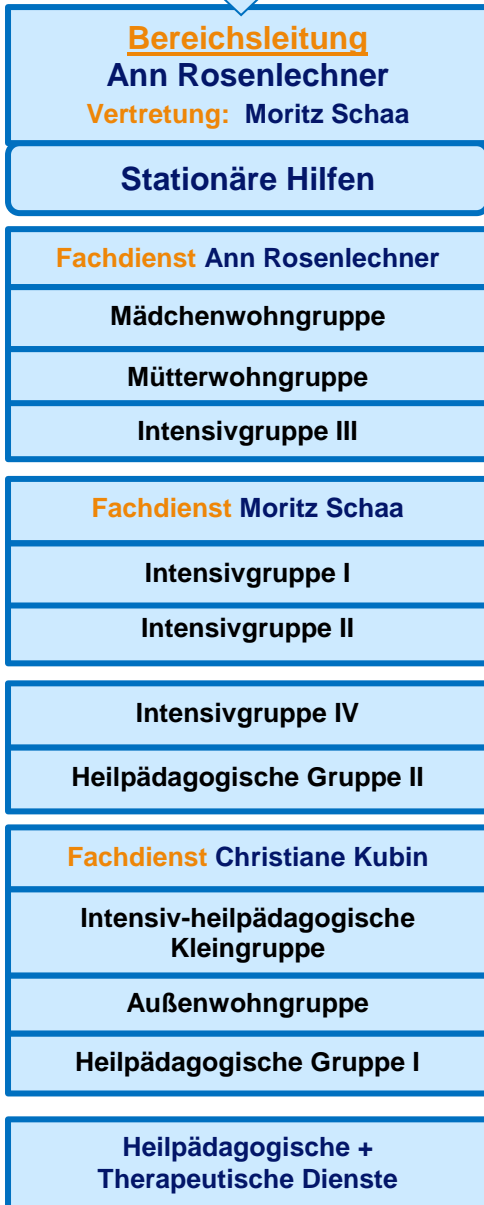 Bereichsleitung
Ann Rosenlechner
Vertretung: Moritz Schaa
Stationäre Hilfen
Fachdienst Ann Rosenlechner
Mädchenwohngruppe
Mütterwohngruppe
Intensivgruppe III
Fachdienst Moritz Schaa
Intensivgruppe I
Intensivgruppe II
Intensivgruppe IV
Heilpädagogische Gruppe II
Fachdienst Christiane Kubin
Intensiv-heilpädagogische
Kleingruppe
Außenwohngruppe
Heilpädagogische Gruppe I
Heilpädagogische +
Therapeutische Dienste